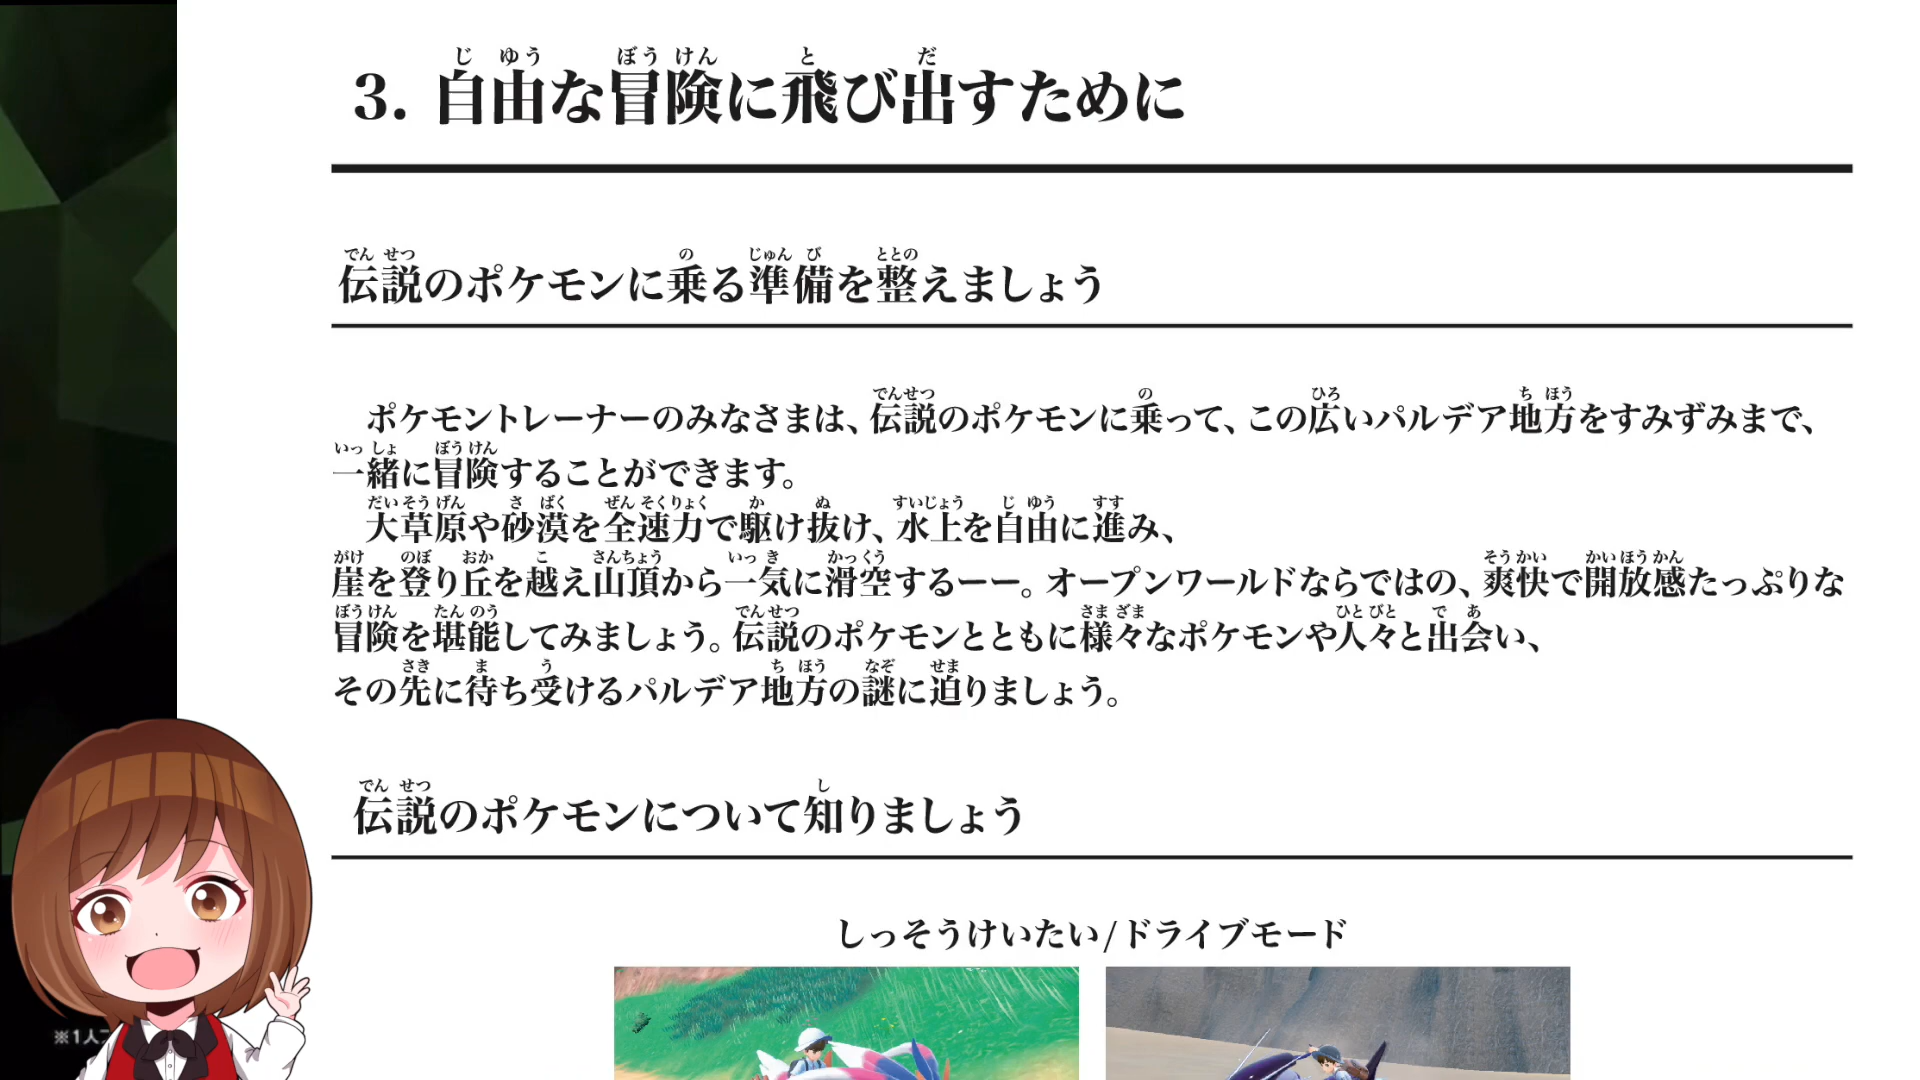 3. 自由な冒険に飛び出すために
伝説のポケモンに乗る準備を整えましょう
ポケモントレーナーのみなさまは、伝説のポケモンに乗って、この広いパルデア地方をすみずみまで、
一緒に冒険することができます。
大草原や砂漠を全速力で駆け抜け、水上を自由に進み、
崖を登り丘を越え山頂から一気に滑空するーー。オープンワールドならではの、爽快で開放感たっぷりな
冒険を堪能してみましょう。伝説のポケモンとともに様々なポケモンや人々と出会い、
その先に待ち受けるパルデア地方の謎に迫りましょう。
伝説のポケモンについて知りましょう
しっそうけいたい/ドライブモード
※1人